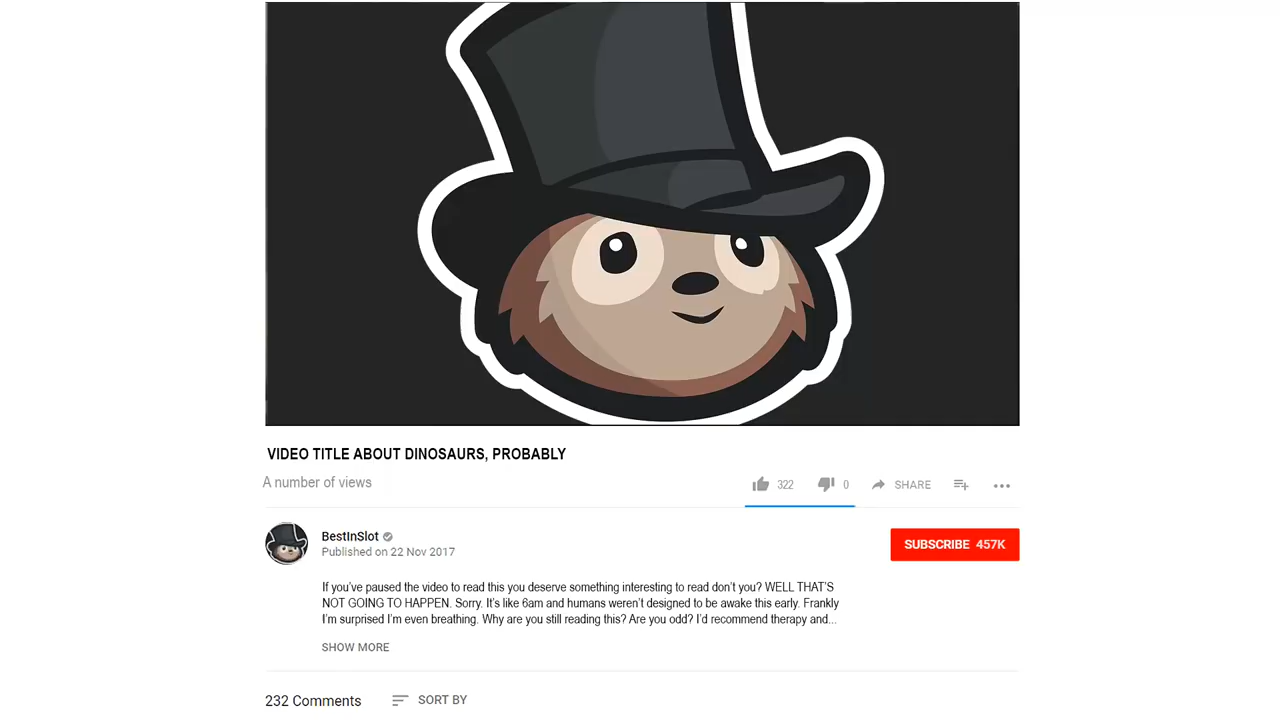 VIDEO TITLE ABOUT DINOSAURS, PROBABLY
A number of views
322 0 SHARE
BestInSlot
SUBSCRIBE 457K
Published on 22 Nov 2017
If you've paused the video to read this you deserve something interesting to read don't you? WELL THAT'S
NOT GOING TO HAPPEN. Sorry. It's like 6am and humans weren't designed to be awake this early. Frankly
I'm surprised I'm even breathing. Why are you still reading this? Are you odd? I'd recommend therapy and...
SHOW MORE
232 Comments SORT BY